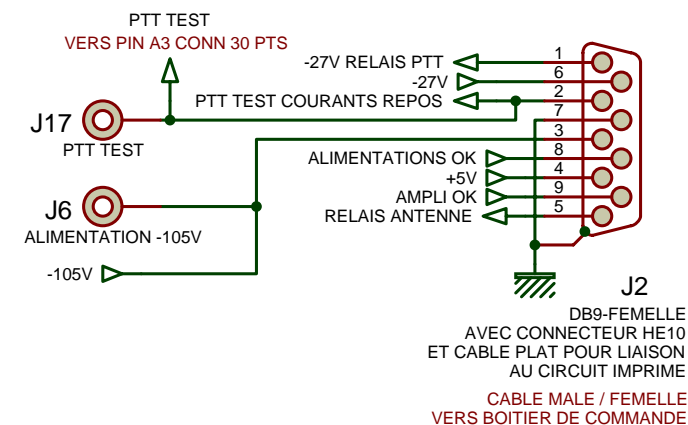 PTT TEST
VERS PIN A3 CONN 30 PTS
J17
PTT TEST
J6
ALIMENTATION -105V
-105V
-27V RELAIS PTT
1
-27V
6
PTT TEST COURANTS REPOS
2
7
3
ALIMENTATIONS OK
8
+5V
4
AMPLI OK
9
RELAIS ANTENNE
5
J2
DB9-FEMELLE
AVEC CONNECTEUR HE10
ET CABLE PLAT POUR LIAISON
AU CIRCUIT IMPRIME
CABLE MALE / FEMELLE
VERS BOITIER DE COMMANDE